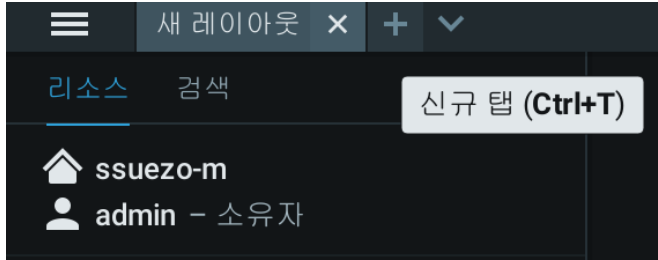 새 레이아웃
리소스 검색
신규 탭 (Ctrl+T)
ssuezo-m
admin – 소유자